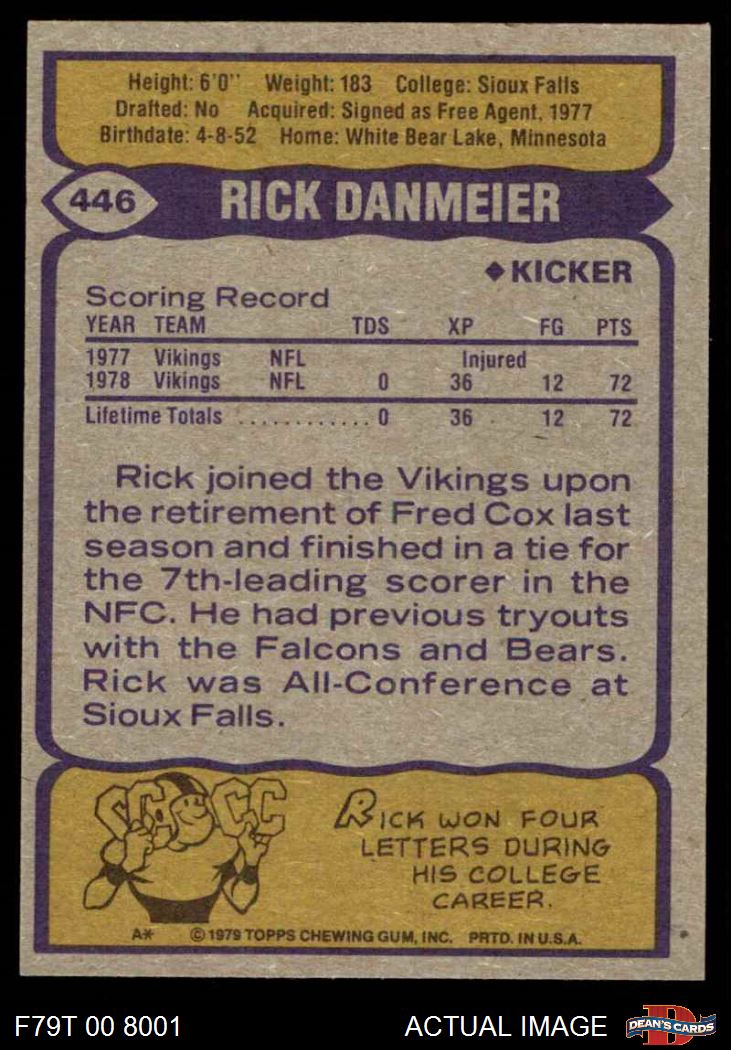 Height: 6'0" Weight: 183 College: Sioux Falls
Drafted: No Acquired: Signed as Free Agent, 1977
Birthdate: 4-8-52 Home: White Bear Lake, Minnesota
446 RICK DANMEIER
◆KICKER
Scoring Record
YEAR TEAM TDS XP FG PTS
1977 Vikings NFL Injured
1978 Vikings NFL 0 36 12 72
Lifetime Totals ............ 0 36 12 72
Rick joined the Vikings upon
the retirement of Fred Cox last
season and finished in a tie for
the 7th-leading scorer in the
NFC. He had previous tryouts
with the Falcons and Bears.
Rick was All-Conference at
Sioux Falls.
CC CC
RICK WON FOUR
LETTERS DURING
HIS COLLEGE
CAREER.
A* © 1979 TOPPS CHEWING GUM, INC. PRTD. IN U.S.A.
F79T 00 8001 ACTUAL IMAGE D DEAN'S CARDS